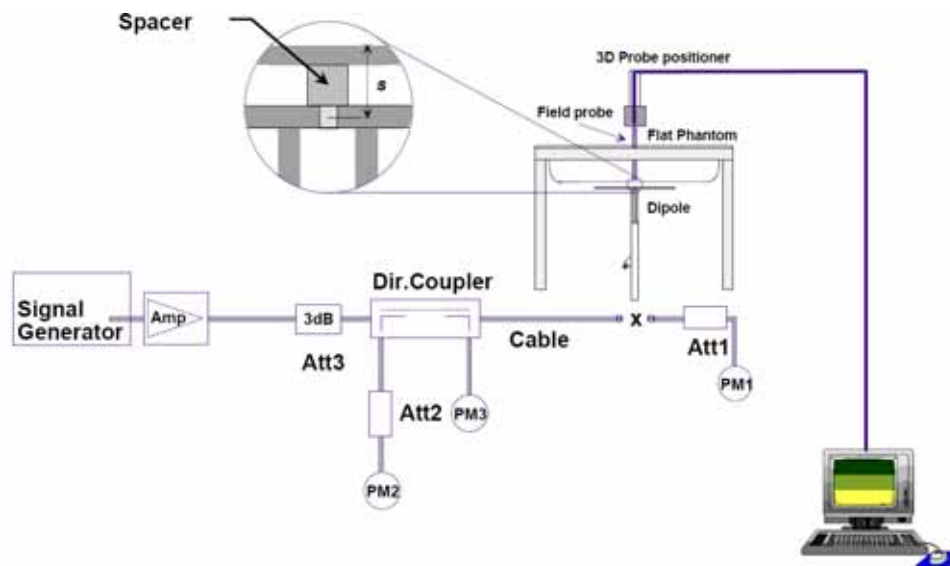 Spacer
s
3D Probe positioner
Field probe
Flat Phantom
Dipole
Signal
Generator
Amp
3dB
Att3
Dir.Coupler
Cable
x
Att1
PM1
Att2
PM3
PM2